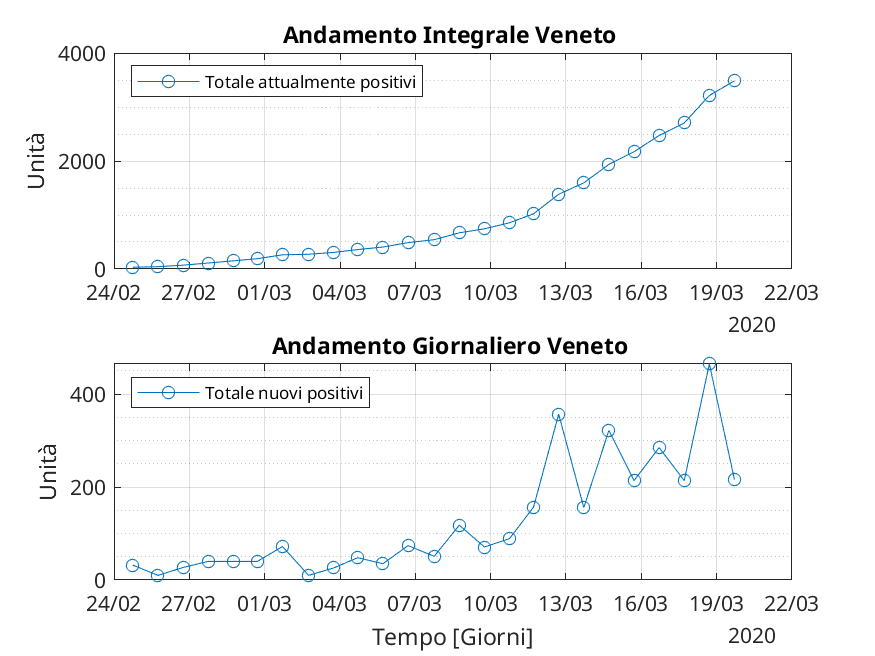 Andamento Integrale Veneto
4000
Totale attualmente positivi
Unità
2000
0
24/02 27/02 01/03 04/03 07/03 10/03 13/03 16/03 19/03 22/03
2020
Andamento Giornaliero Veneto
Totale nuovi positivi
400
Unità
200
0
24/02 27/02 01/03 04/03 07/03 10/03 13/03 16/03 19/03 22/03
Tempo [Giorni]
2020